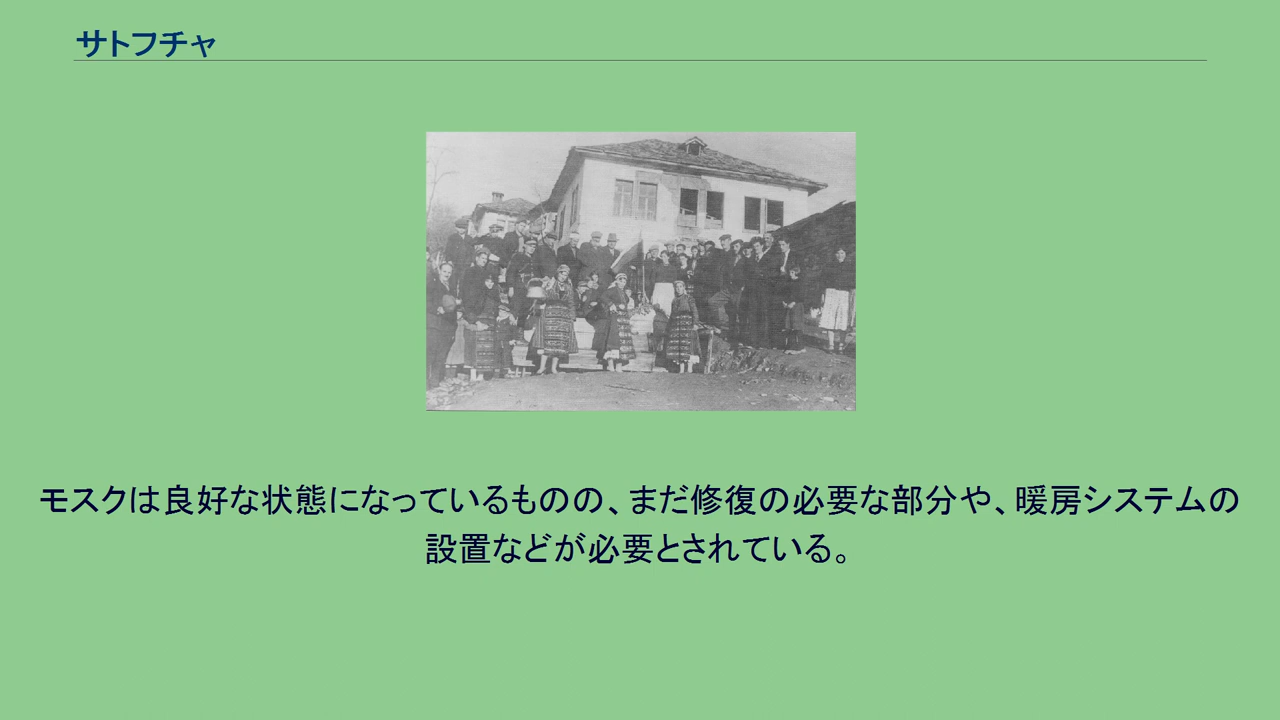 サトフチャ
モスクは良好な状態になっているものの、まだ修復の必要な部分や、暖房システムの
設置などが必要とされている。